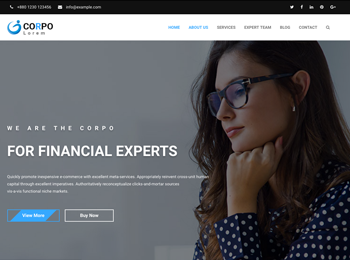 +880 1230 123456 info@example.com
CORPO
Lorem
HOME ABOUT US SERVICES EXPERT TEAM BLOG CONTACT
WE ARE THE CORPO
FOR FINANCIAL EXPERTS
Quickly promote inexpensive e-commerce with excellent meta-services. Appropriately reinvent cross-unit human
capital through excellent imperatives. Authoritatively reconceptualize clicks-and-mortar sources
vis-a-vis functional niche markets.
View More Buy Now